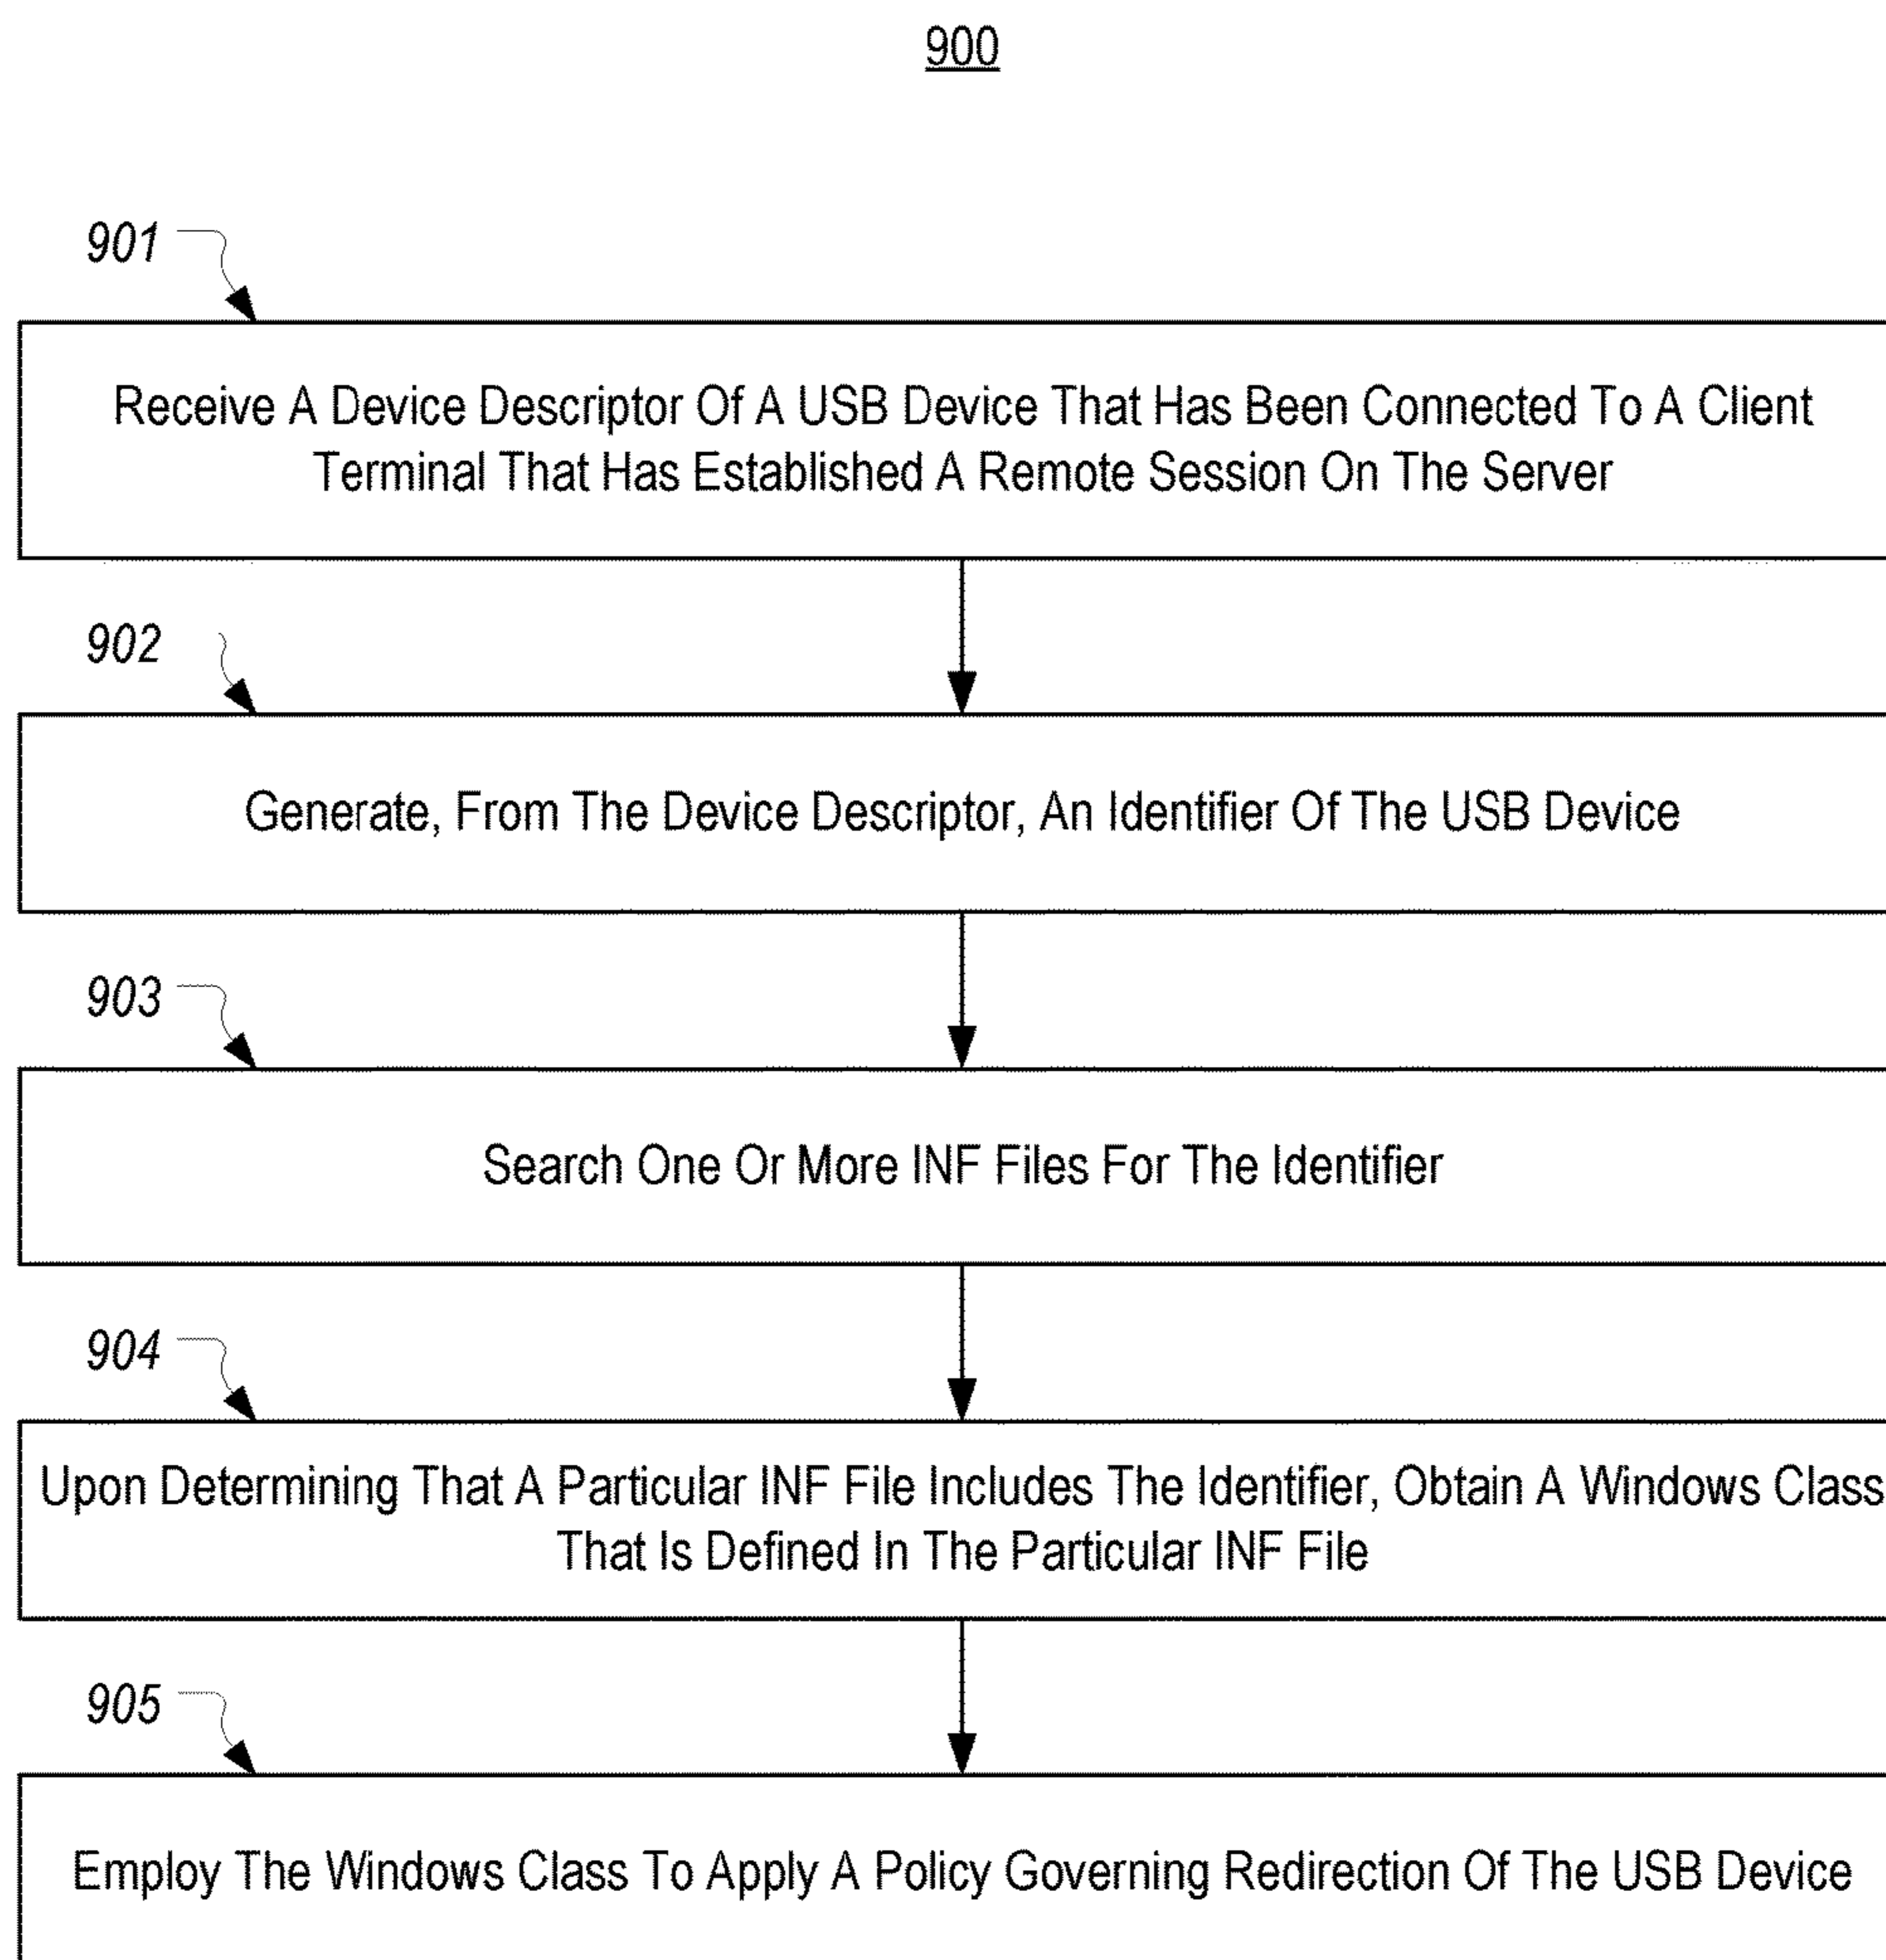 900
901
Receive A Device Descriptor Of A USB Device That Has Been Connected To A Client
Terminal That Has Established A Remote Session On The Server
902
Generate, From The Device Descriptor, An Identifier Of The USB Device
903
Search One Or More INF Files For The Identifier
904
Upon Determining That A Particular INF File Includes The Identifier, Obtain A Windows Class
That Is Defined In The Particular INF File
905
Employ The Windows Class To Apply A Policy Governing Redirection Of The USB Device